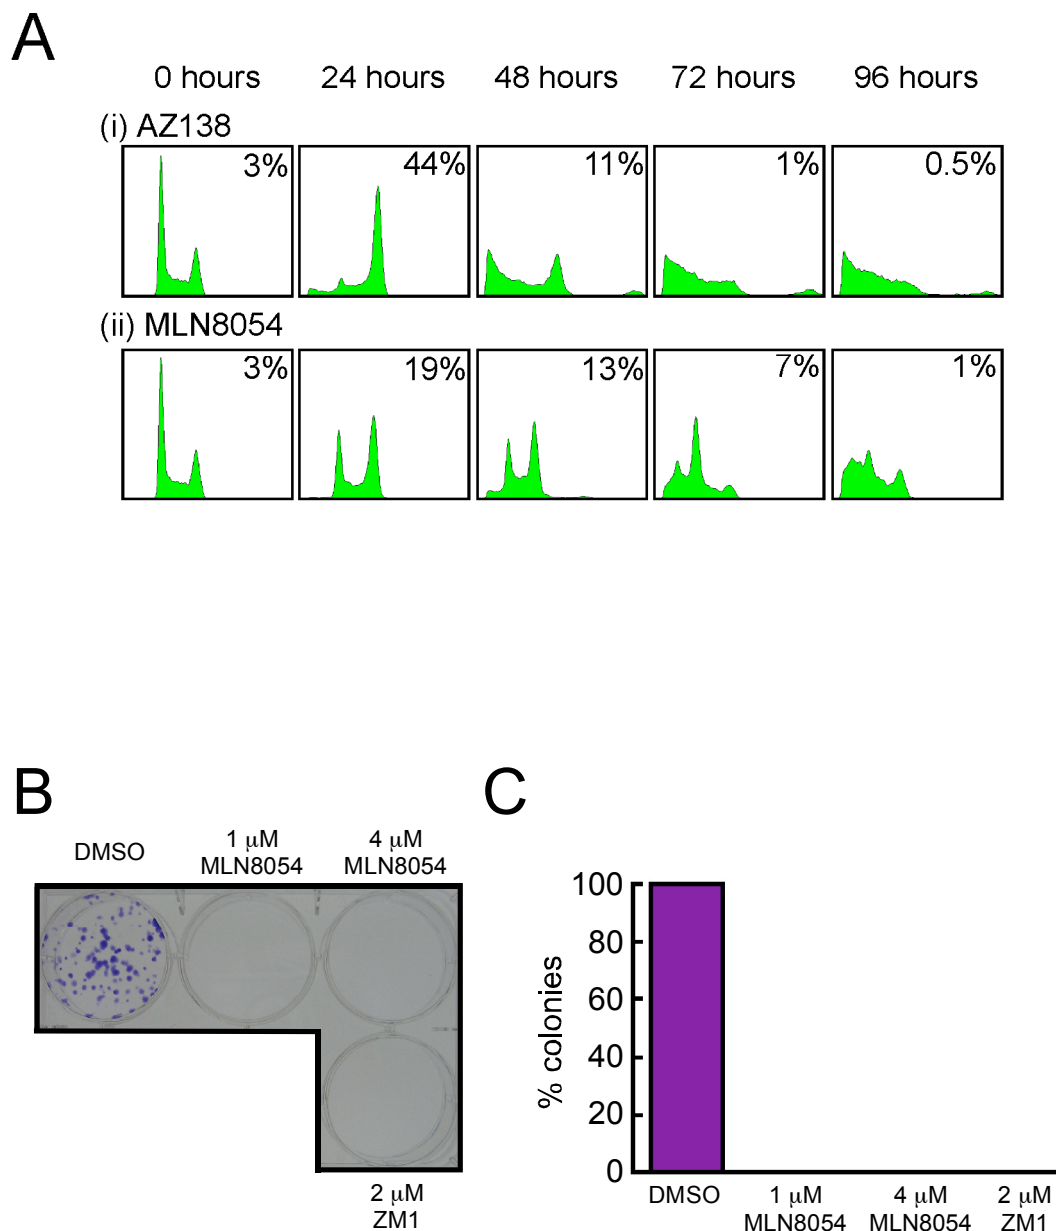 A
0 hours 24 hours 48 hours 72 hours 96 hours
(i) AZ138
3% 44% 11% 1% 0.5%
(ii) MLN8054
3% 19% 13% 7% 1%
B
DMSO
1 μM
MLN8054
4 μM
MLN8054
2 μM
ZM1
C
% colonies
100
80
60
40
20
0
DMSO
1 μM
MLN8054
4 μM
MLN8054
2 μM
ZM1